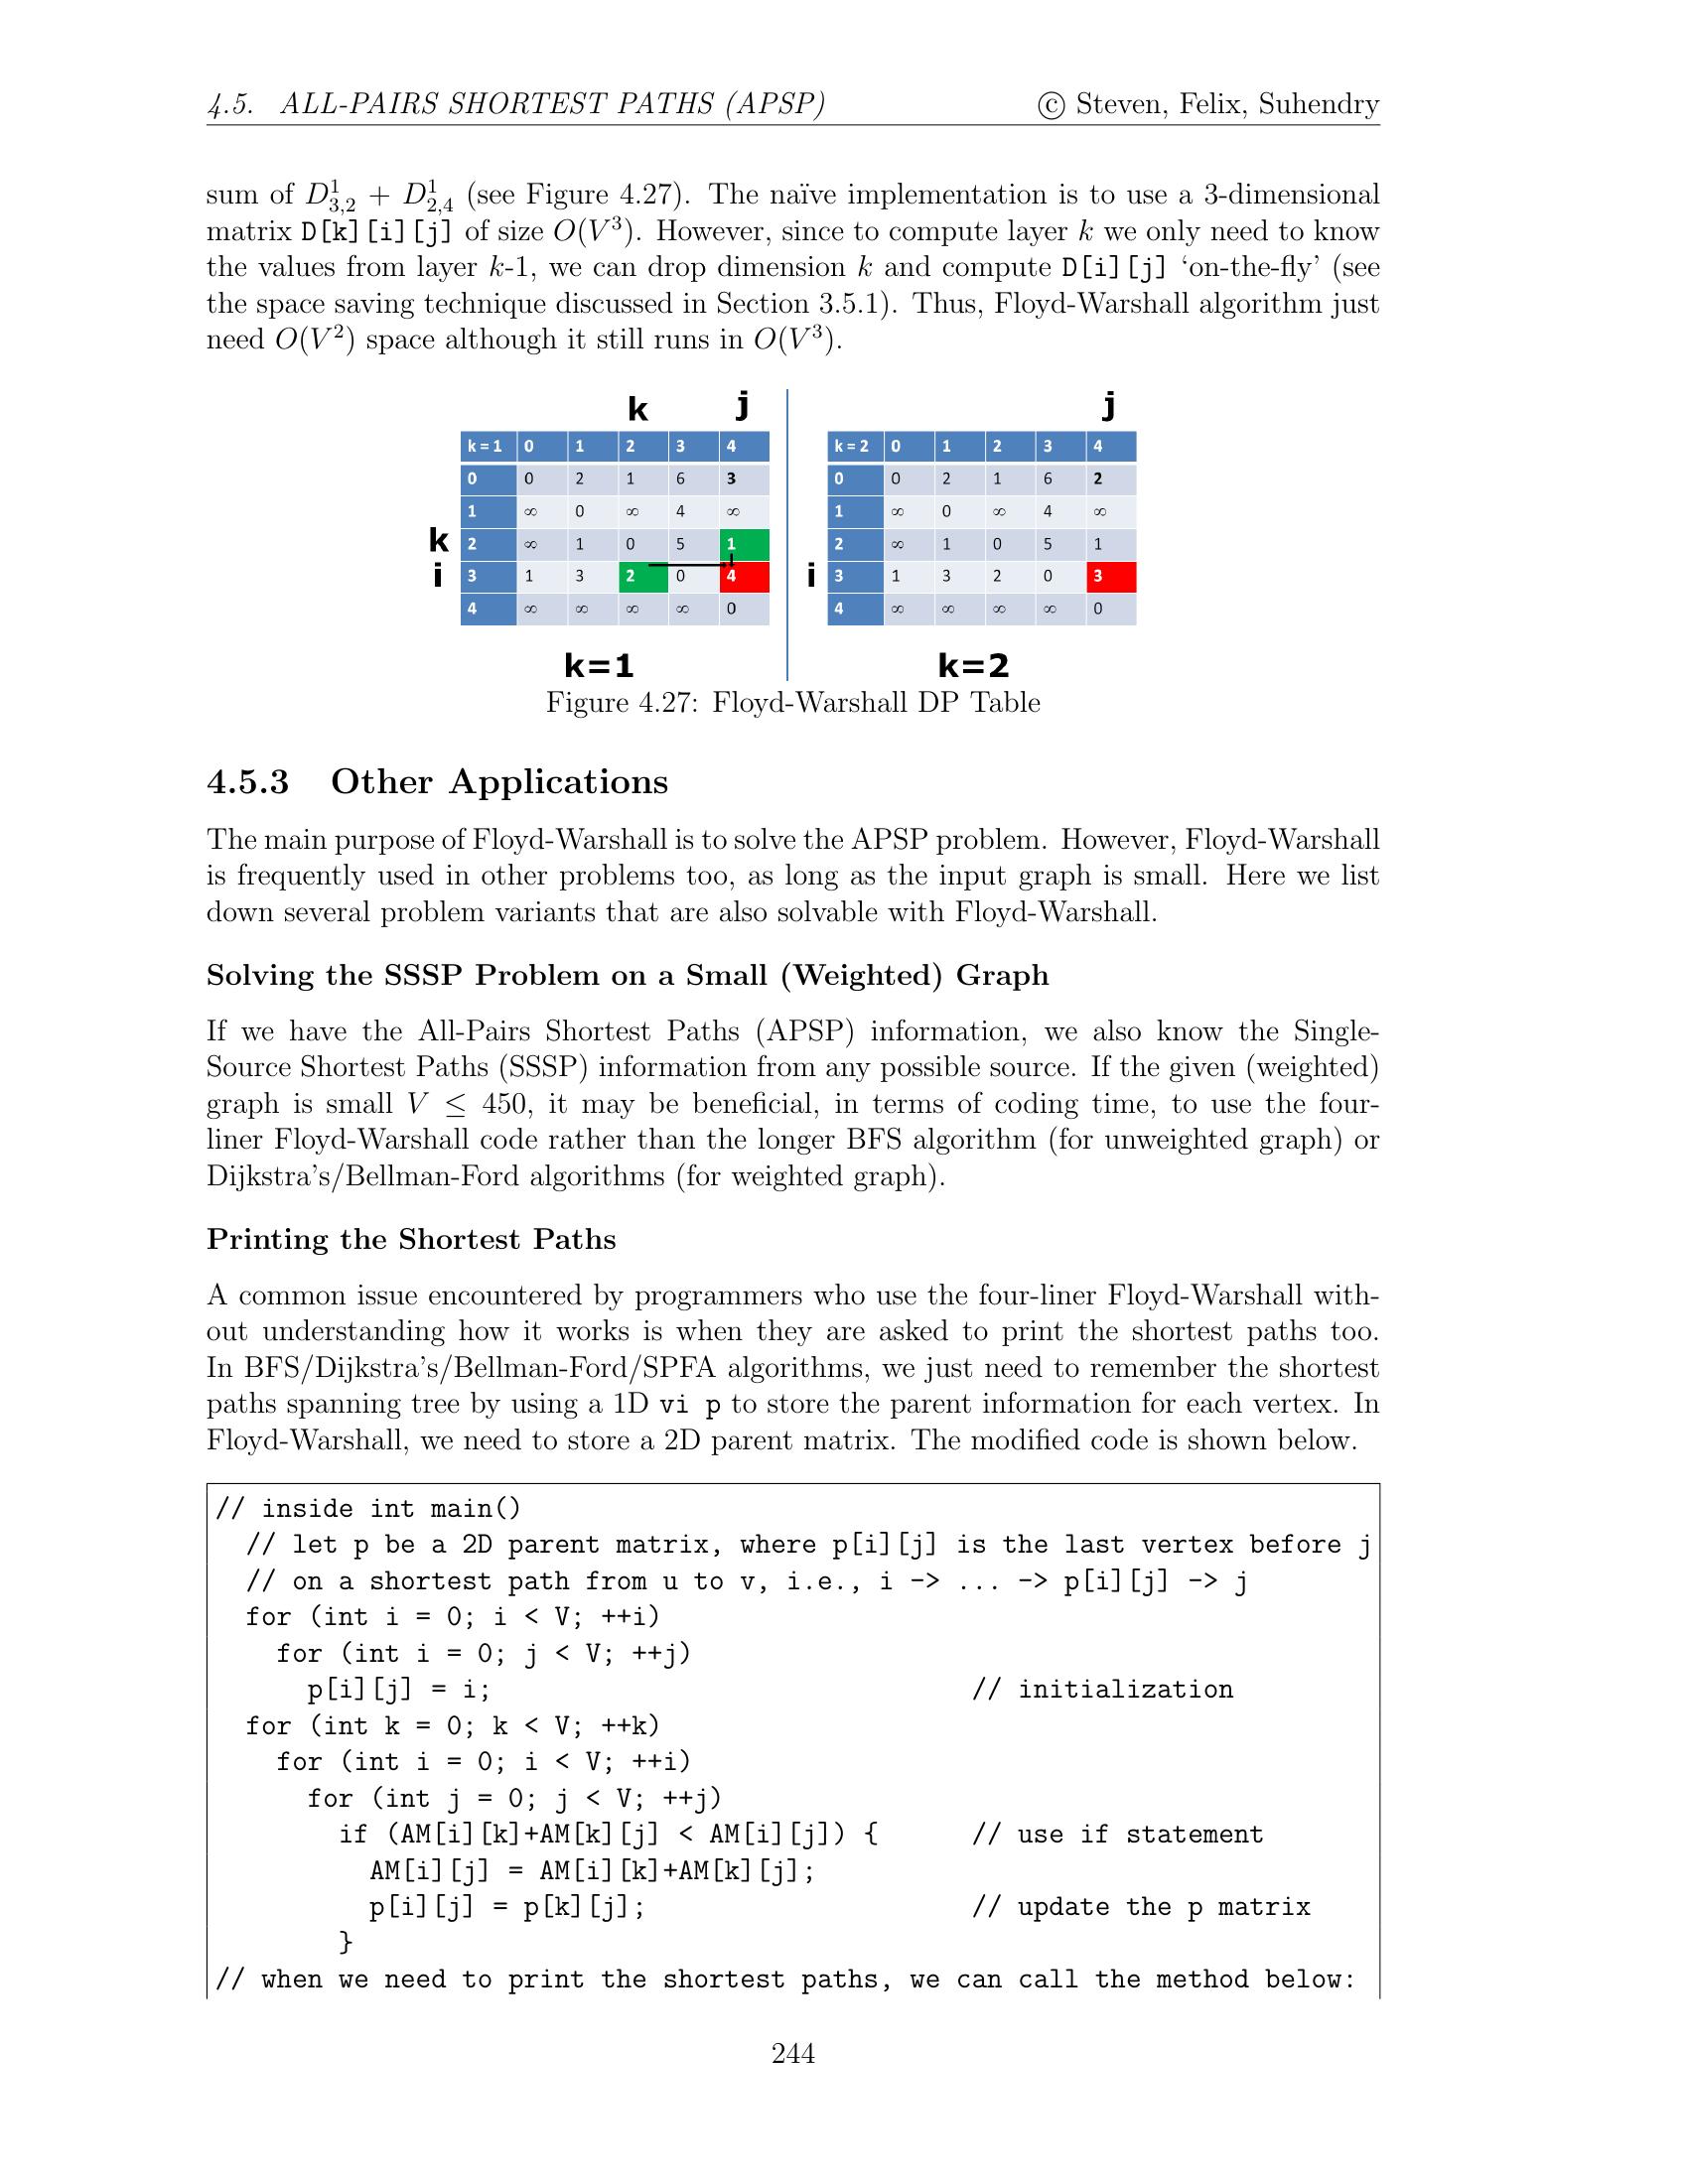 4.5. ALL-PAIRS SHORTEST PATHS (APSP) © Steven, Felix, Suhendry
sum of D¹₃,₂ + D¹₂,₄ (see Figure 4.27). The naïve implementation is to use a 3-dimensional
matrix D[k][i][j] of size O(V³). However, since to compute layer k we only need to know
the values from layer k-1, we can drop dimension k and compute D[i][j] ‘on-the-fly’ (see
the space saving technique discussed in Section 3.5.1). Thus, Floyd-Warshall algorithm just
need O(V²) space although it still runs in O(V³).
k j j
k = 1 0 1 2 3 4 k = 2 0 1 2 3 4
0 0 2 1 6 3 0 0 2 1 6 2
1 ∞ 0 ∞ 4 ∞ 1 ∞ 0 ∞ 4 ∞
k 2 ∞ 1 0 5 1 2 ∞ 1 0 5 1
i 3 1 3 2 0 4 i 3 1 3 2 0 3
4 ∞ ∞ ∞ ∞ 0 4 ∞ ∞ ∞ ∞ 0
k=1 k=2
Figure 4.27: Floyd-Warshall DP Table
4.5.3 Other Applications
The main purpose of Floyd-Warshall is to solve the APSP problem. However, Floyd-Warshall
is frequently used in other problems too, as long as the input graph is small. Here we list
down several problem variants that are also solvable with Floyd-Warshall.
Solving the SSSP Problem on a Small (Weighted) Graph
If we have the All-Pairs Shortest Paths (APSP) information, we also know the Single-
Source Shortest Paths (SSSP) information from any possible source. If the given (weighted)
graph is small V ≤ 450, it may be beneficial, in terms of coding time, to use the four-
liner Floyd-Warshall code rather than the longer BFS algorithm (for unweighted graph) or
Dijkstra’s/Bellman-Ford algorithms (for weighted graph).
Printing the Shortest Paths
A common issue encountered by programmers who use the four-liner Floyd-Warshall with-
out understanding how it works is when they are asked to print the shortest paths too.
In BFS/Dijkstra’s/Bellman-Ford/SPFA algorithms, we just need to remember the shortest
paths spanning tree by using a 1D vi p to store the parent information for each vertex. In
Floyd-Warshall, we need to store a 2D parent matrix. The modified code is shown below.
// inside int main()
// let p be a 2D parent matrix, where p[i][j] is the last vertex before j
// on a shortest path from u to v, i.e., i -> ... -> p[i][j] -> j
for (int i = 0; i < V; ++i)
for (int i = 0; j < V; ++j)
p[i][j] = i; // initialization
for (int k = 0; k < V; ++k)
for (int i = 0; i < V; ++i)
for (int j = 0; j < V; ++j)
if (AM[i][k]+AM[k][j] < AM[i][j]) { // use if statement
AM[i][j] = AM[i][k]+AM[k][j];
p[i][j] = p[k][j]; // update the p matrix
}
// when we need to print the shortest paths, we can call the method below:
244